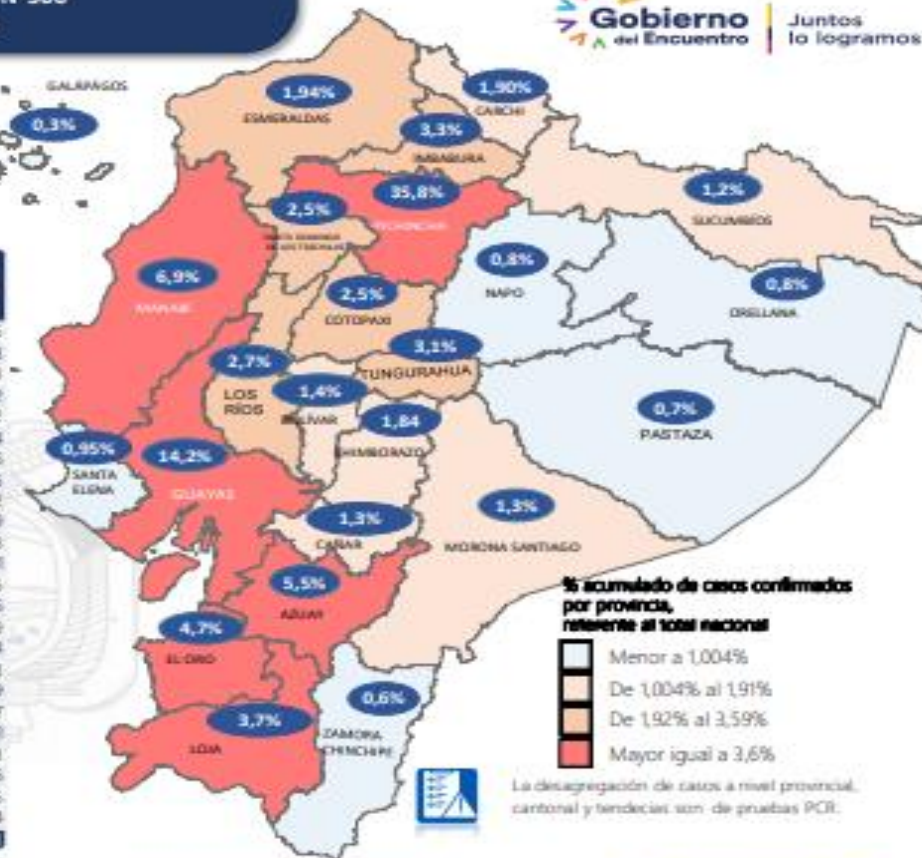 Gobierno
del Encuentro
Juntos
lo logramos
GALÁPAGOS
0,3%
1,94%
ESMERALDAS
1,90%
CARCHI
3,3%
IMBABURA
35,8%
PICHINCHA
1,2%
SUCUMBÍOS
2,5%
6,9%
MANABÍ
0,8%
NAPO
0,8%
ORELLANA
2,5%
COTOPAXI
3,1%
TUNGURAHUA
2,7%
LOS
RÍOS
1,4%
BOLÍVAR
1,84
CHIMBORAZO
0,7%
PASTAZA
0,95%
SANTA
ELENA
14,2%
GUAYAS
1,3%
CAÑAR
1,3%
MORONA SANTIAGO
5,5%
AZUAY
4,7%
EL ORO
3,7%
LOJA
0,6%
ZAMORA
CHINCHIPE
% acumulado de casos confirmados
por provincia,
referente al total nacional
Menor a 1,004%
De 1,004% al 1,91%
De 1,92% al 3,59%
Mayor igual a 3,6%
La desagregación de casos a nivel provincial,
cantonal y tendecias son de pruebas PCR.